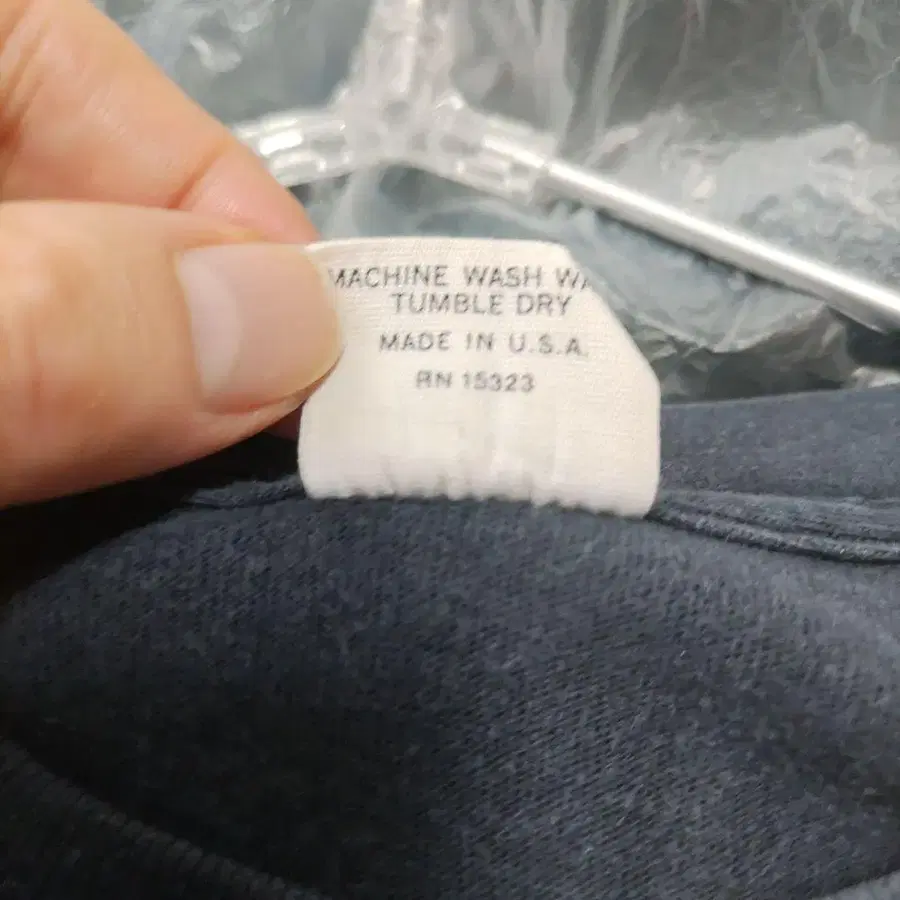 MACHINE WASH WA
TUMBLE DRY
MADE IN U.S.A.
RN 15323